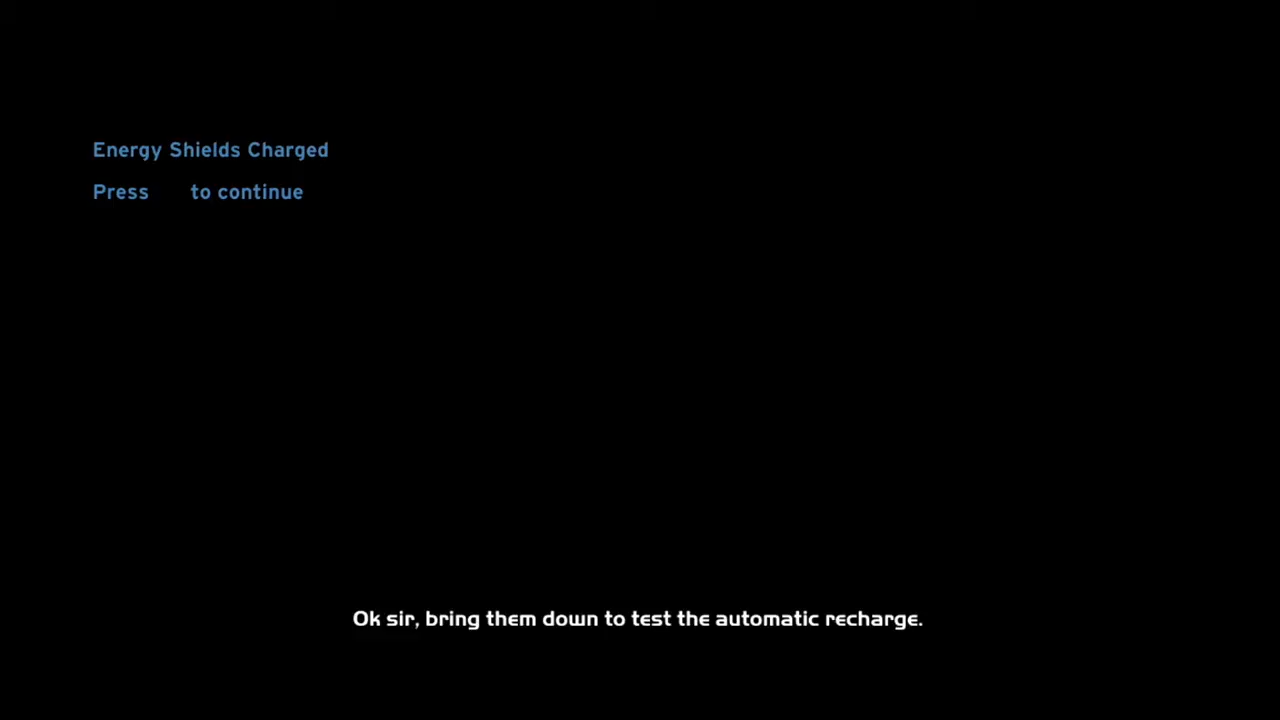 Energy Shields Charged
Press to continue
Ok sir, bring them down to test the automatic recharge.